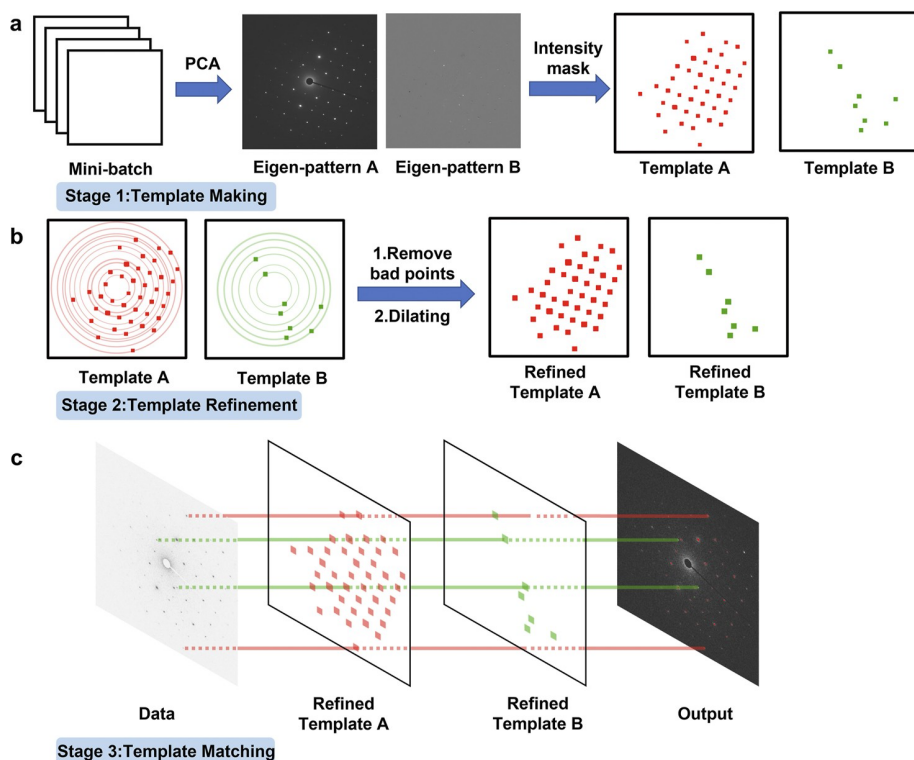 a
PCA
Intensity
mask
Mini-batch
Eigen-pattern A
Eigen-pattern B
Template A
Template B
Stage 1:Template Making
b
1.Remove
bad points
2.Dilating
Template A
Template B
Refined
Template A
Refined
Template B
Stage 2:Template Refinement
c
Data
Refined
Template A
Refined
Template B
Output
Stage 3:Template Matching